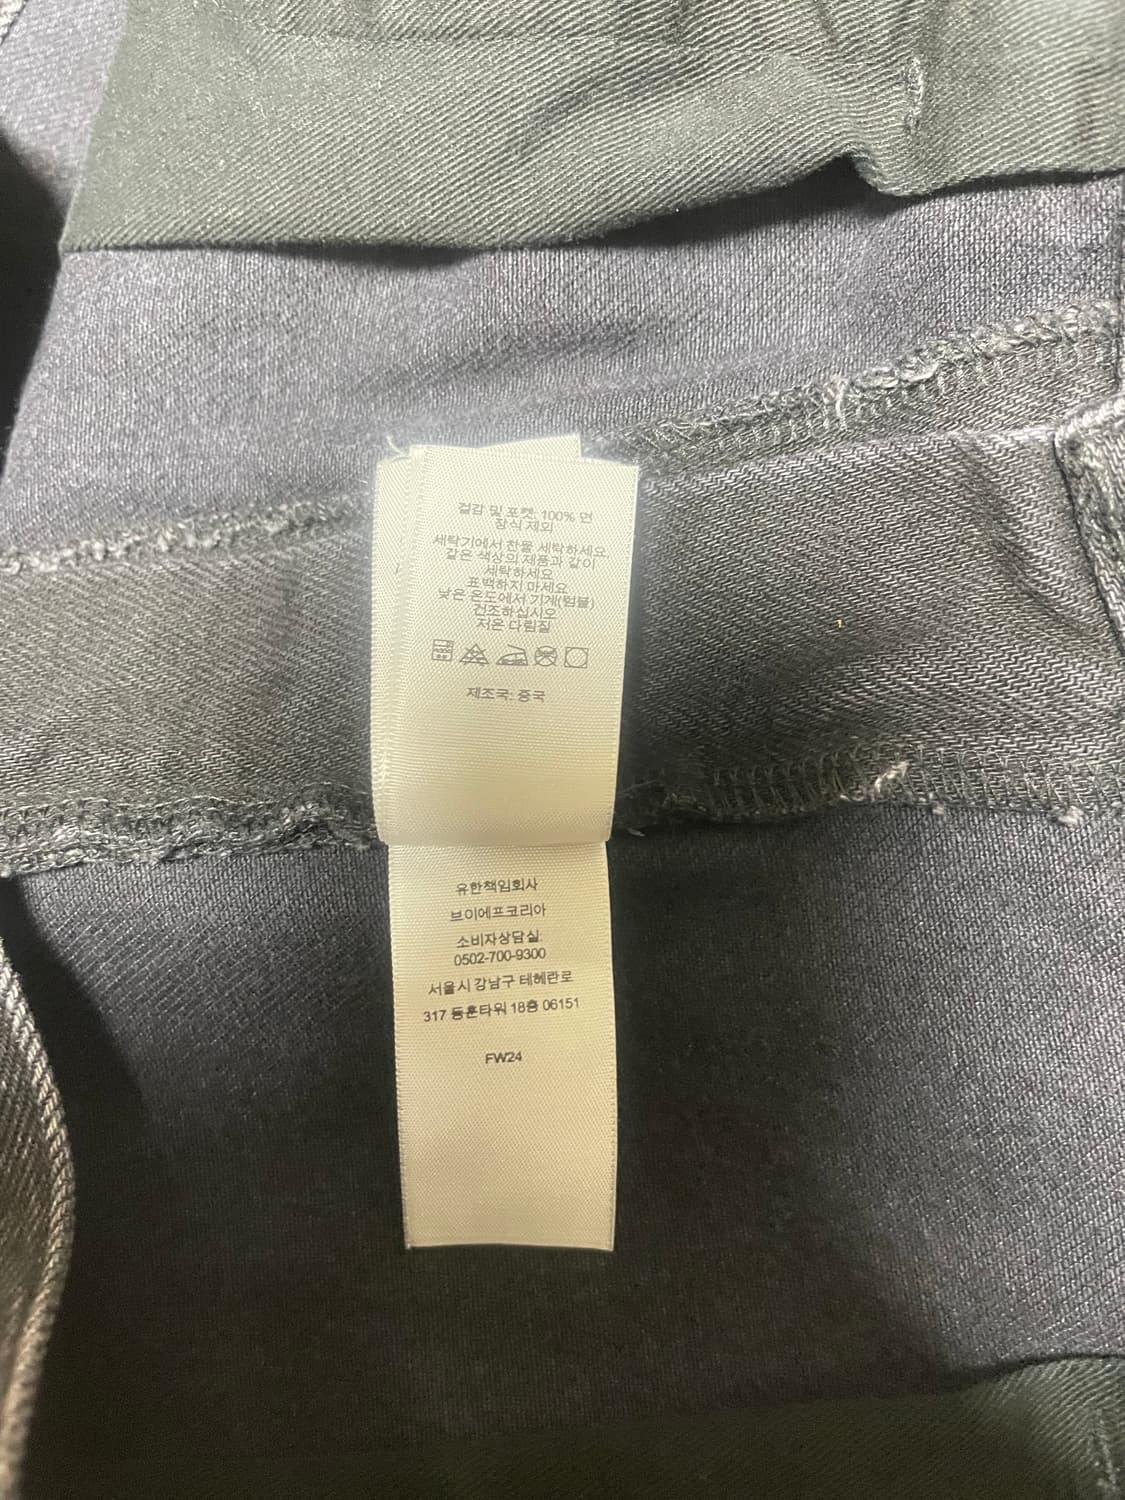 겉감 및 포켓: 100% 면
장식 제외
세탁기에서 찬물 세탁하세요.
같은 색상의 제품과 같이
세탁하세요
표백하지 마세요
낮은 온도에서 기계(텀블)
건조하십시오
저온 다림질
제조국: 중국
유한책임회사
브이에프코리아
소비자상담실:
0502-700-9300
서울시 강남구 테헤란로
317 동훈타워 18층 06151
FW24